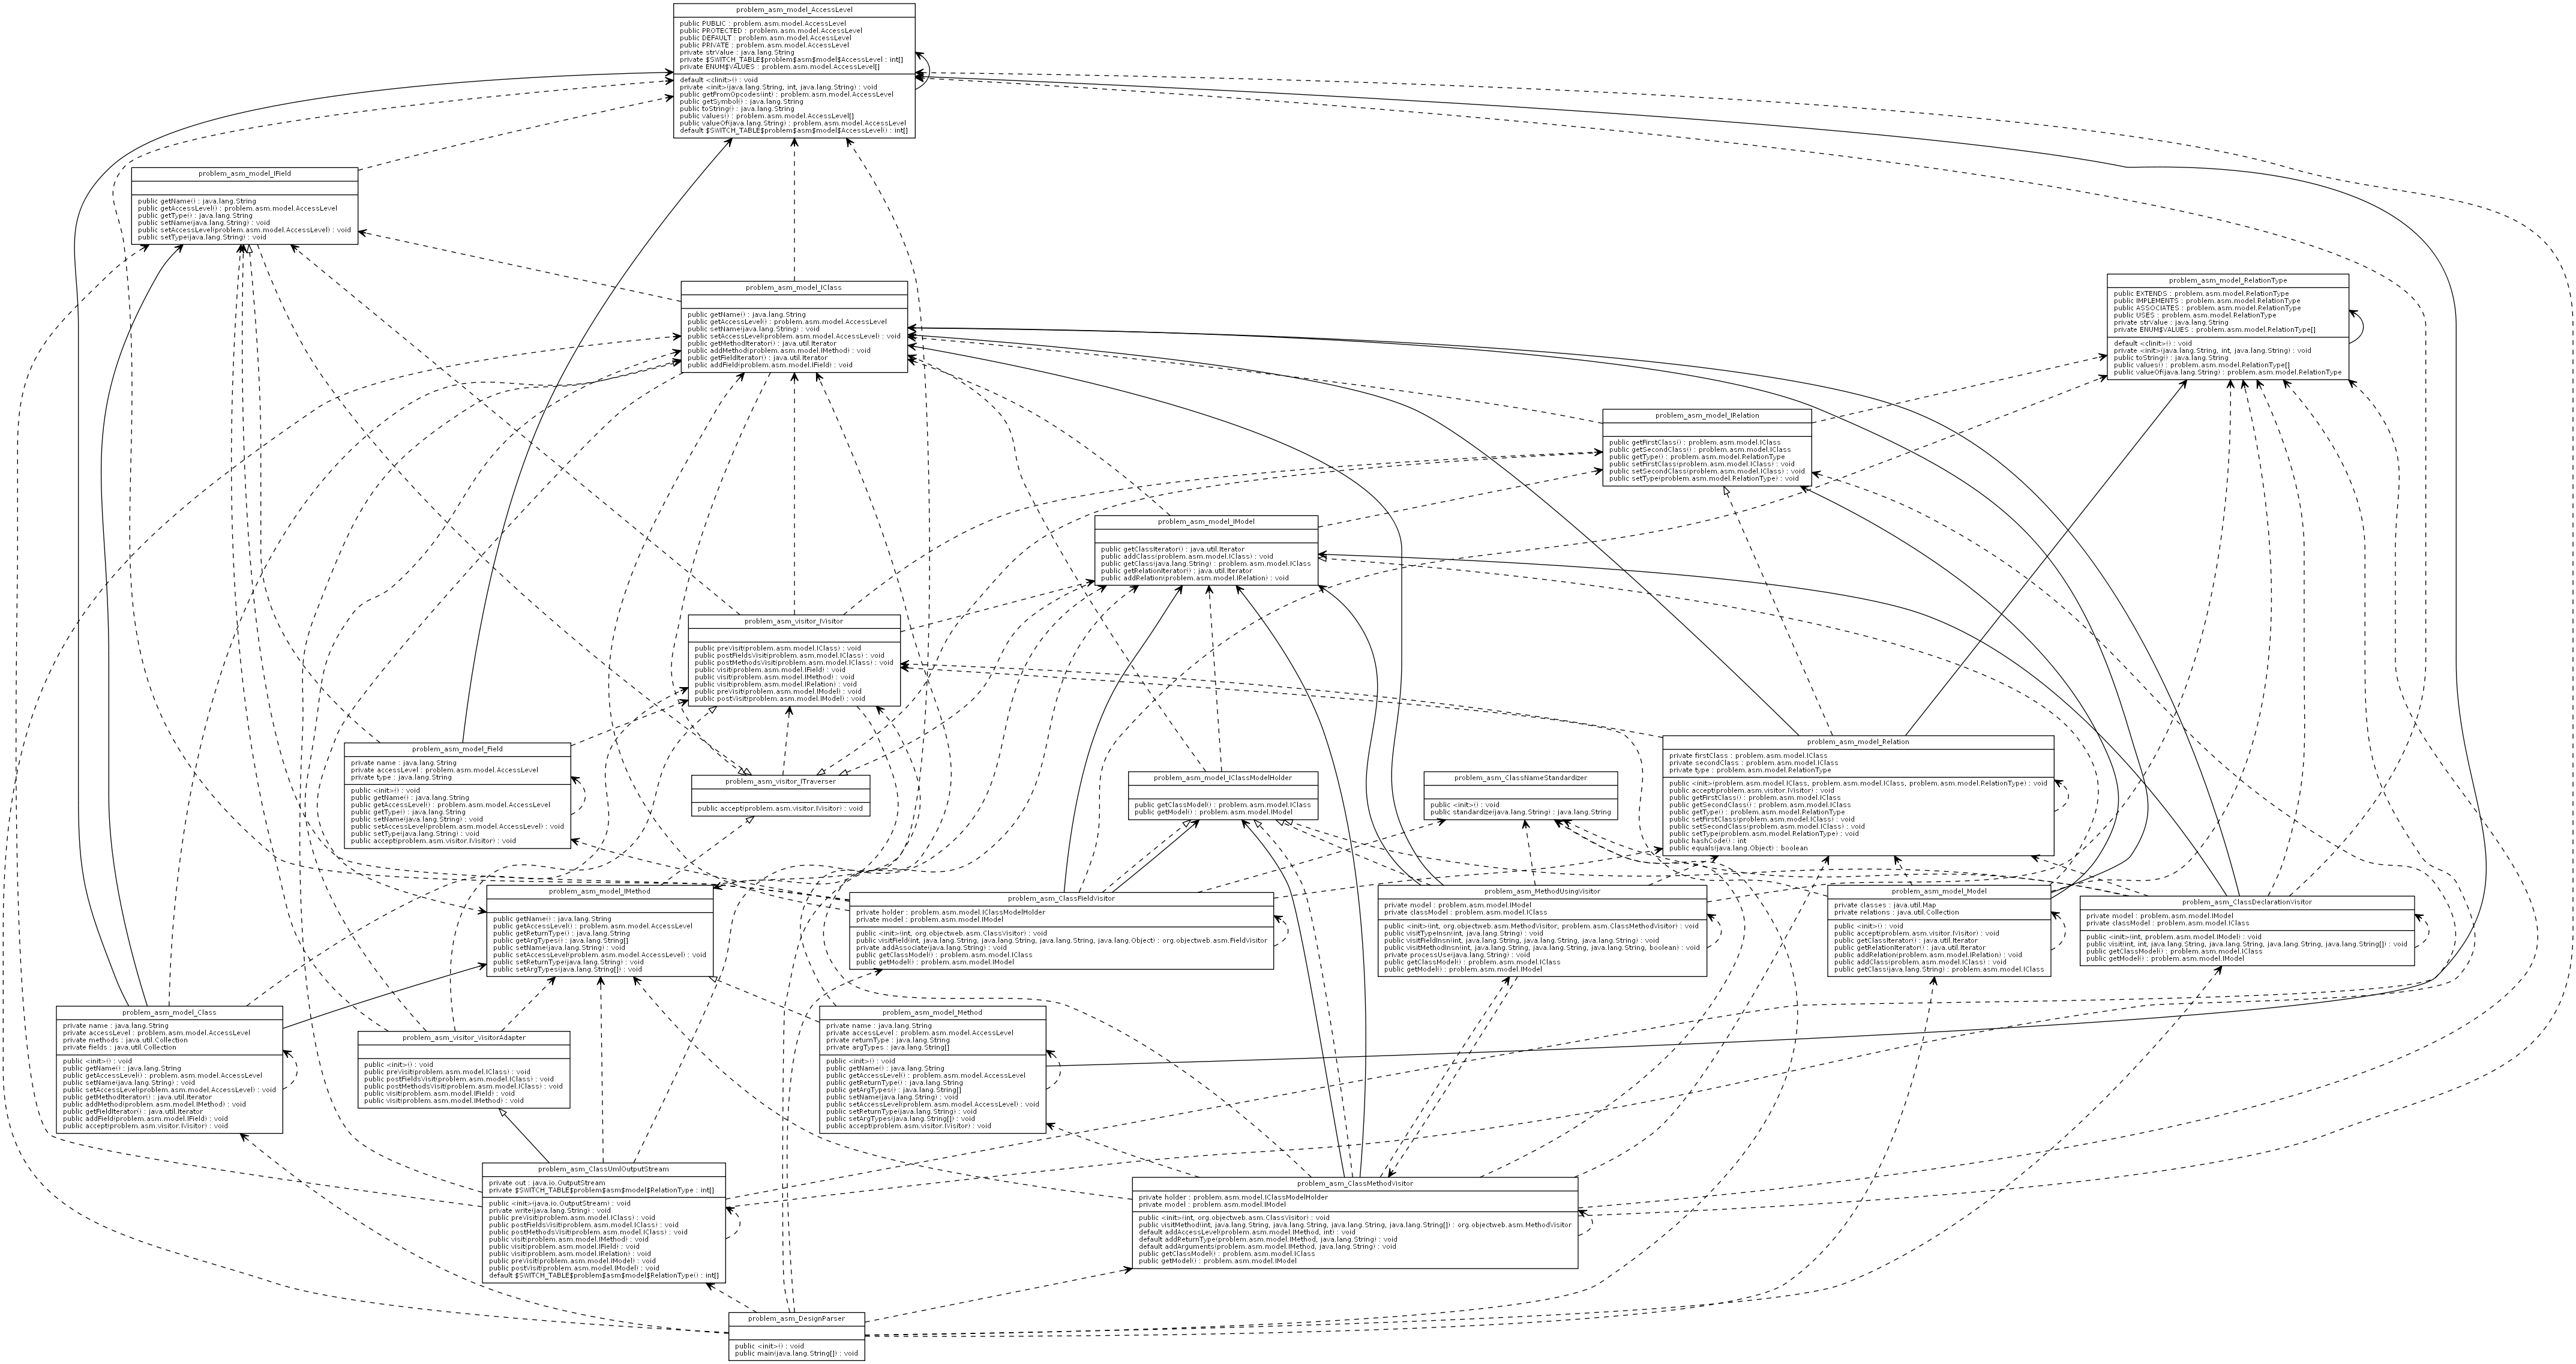 problem_asm_model_AccessLevel
public PUBLIC : problem.asm.model.AccessLevel
public PROTECTED : problem.asm.model.AccessLevel
public DEFAULT : problem.asm.model.AccessLevel
public PRIVATE : problem.asm.model.AccessLevel
private strValue : java.lang.String
private $SWITCH_TABLE$problem$asm$model$AccessLevel : int[]
private ENUM$VALUES : problem.asm.model.AccessLevel[]
default <clinit>() : void
private <init>(java.lang.String, int, java.lang.String) : void
public getFromOpcodes(int) : problem.asm.model.AccessLevel
public getSymbol() : java.lang.String
public toString() : java.lang.String
public values() : problem.asm.model.AccessLevel[]
public valueOf(java.lang.String) : problem.asm.model.AccessLevel
default $SWITCH_TABLE$problem$asm$model$AccessLevel() : int[]
problem_asm_model_IField
public getName() : java.lang.String
public getAccessLevel() : problem.asm.model.AccessLevel
public getType() : java.lang.String
public setName(java.lang.String) : void
public setAccessLevel(problem.asm.model.AccessLevel) : void
public setType(java.lang.String) : void
problem_asm_model_IClass
public getName() : java.lang.String
public getAccessLevel() : problem.asm.model.AccessLevel
public setName(java.lang.String) : void
public setAccessLevel(problem.asm.model.AccessLevel) : void
public getMethodIterator() : java.util.Iterator
public addMethod(problem.asm.model.IMethod) : void
public getFieldIterator() : java.util.Iterator
public addField(problem.asm.model.IField) : void
problem_asm_model_RelationType
public EXTENDS : problem.asm.model.RelationType
public IMPLEMENTS : problem.asm.model.RelationType
public ASSOCIATES : problem.asm.model.RelationType
public USES : problem.asm.model.RelationType
private strValue : java.lang.String
private ENUM$VALUES : problem.asm.model.RelationType[]
default <clinit>() : void
private <init>(java.lang.String, int, java.lang.String) : void
public toString() : java.lang.String
public values() : problem.asm.model.RelationType[]
public valueOf(java.lang.String) : problem.asm.model.RelationType
problem_asm_model_IRelation
public getFirstClass() : problem.asm.model.IClass
public getSecondClass() : problem.asm.model.IClass
public getType() : problem.asm.model.RelationType
public setFirstClass(problem.asm.model.IClass) : void
public setSecondClass(problem.asm.model.IClass) : void
public setType(problem.asm.model.RelationType) : void
problem_asm_model_IModel
public getClassIterator() : java.util.Iterator
public addClass(problem.asm.model.IClass) : void
public getClass(java.lang.String) : problem.asm.model.IClass
public getRelationIterator() : java.util.Iterator
public addRelation(problem.asm.model.IRelation) : void
problem_asm_visitor_IVisitor
public preVisit(problem.asm.model.IClass) : void
public postFieldsVisit(problem.asm.model.IClass) : void
public postMethodsVisit(problem.asm.model.IClass) : void
public visit(problem.asm.model.IField) : void
public visit(problem.asm.model.IMethod) : void
public visit(problem.asm.model.IRelation) : void
public preVisit(problem.asm.model.IModel) : void
public postVisit(problem.asm.model.IModel) : void
problem_asm_model_Field
private name : java.lang.String
private accessLevel : problem.asm.model.AccessLevel
private type : java.lang.String
public <init>() : void
public getName() : java.lang.String
public getAccessLevel() : problem.asm.model.AccessLevel
public getType() : java.lang.String
public setName(java.lang.String) : void
public setAccessLevel(problem.asm.model.AccessLevel) : void
public setType(java.lang.String) : void
public accept(problem.asm.visitor.IVisitor) : void
problem_asm_visitor_ITraverser
public accept(problem.asm.visitor.IVisitor) : void
problem_asm_model_IClassModelHolder
public getClassModel() : problem.asm.model.IClass
public getModel() : problem.asm.model.IModel
problem_asm_ClassNameStandardizer
public <init>() : void
public standardize(java.lang.String) : java.lang.String
problem_asm_model_Relation
private firstClass : problem.asm.model.IClass
private secondClass : problem.asm.model.IClass
private type : problem.asm.model.RelationType
public <init>(problem.asm.model.IClass, problem.asm.model.IClass, problem.asm.model.RelationType) : void
public accept(problem.asm.visitor.IVisitor) : void
public getFirstClass() : problem.asm.model.IClass
public getSecondClass() : problem.asm.model.IClass
public getType() : problem.asm.model.RelationType
public setFirstClass(problem.asm.model.IClass) : void
public setSecondClass(problem.asm.model.IClass) : void
public setType(problem.asm.model.RelationType) : void
public hashCode() : int
public equals(java.lang.Object) : boolean
problem_asm_model_IMethod
public getName() : java.lang.String
public getAccessLevel() : problem.asm.model.AccessLevel
public getReturnType() : java.lang.String
public getArgTypes() : java.lang.String[]
public setName(java.lang.String) : void
public setAccessLevel(problem.asm.model.AccessLevel) : void
public setReturnType(java.lang.String) : void
public setArgTypes(java.lang.String[]) : void
problem_asm_ClassFieldVisitor
private holder : problem.asm.model.IClassModelHolder
private model : problem.asm.model.IModel
public <init>(int, org.objectweb.asm.ClassVisitor) : void
public visitField(int, java.lang.String, java.lang.String, java.lang.String, java.lang.Object) : org.objectweb.asm.FieldVisitor
private addAssociate(java.lang.String) : void
public getClassModel() : problem.asm.model.IClass
public getModel() : problem.asm.model.IModel
problem_asm_MethodUsingVisitor
private model : problem.asm.model.IModel
private classModel : problem.asm.model.IClass
public <init>(int, org.objectweb.asm.MethodVisitor, problem.asm.ClassMethodVisitor) : void
public visitTypeInsn(int, java.lang.String) : void
public visitFieldInsn(int, java.lang.String, java.lang.String, java.lang.String) : void
public visitMethodInsn(int, java.lang.String, java.lang.String, java.lang.String, boolean) : void
private processUse(java.lang.String) : void
public getClassModel() : problem.asm.model.IClass
public getModel() : problem.asm.model.IModel
problem_asm_model_Model
private classes : java.util.Map
private relations : java.util.Collection
public <init>() : void
public accept(problem.asm.visitor.IVisitor) : void
public getClassIterator() : java.util.Iterator
public getRelationIterator() : java.util.Iterator
public addRelation(problem.asm.model.IRelation) : void
public addClass(problem.asm.model.IClass) : void
public getClass(java.lang.String) : problem.asm.model.IClass
problem_asm_ClassDeclarationVisitor
private model : problem.asm.model.IModel
private classModel : problem.asm.model.IClass
public <init>(int, problem.asm.model.IModel) : void
public visit(int, int, java.lang.String, java.lang.String, java.lang.String, java.lang.String[]) : void
public getClassModel() : problem.asm.model.IClass
public getModel() : problem.asm.model.IModel
problem_asm_model_Class
private name : java.lang.String
private accessLevel : problem.asm.model.AccessLevel
private methods : java.util.Collection
private fields : java.util.Collection
public <init>() : void
public getName() : java.lang.String
public getAccessLevel() : problem.asm.model.AccessLevel
public setName(java.lang.String) : void
public setAccessLevel(problem.asm.model.AccessLevel) : void
public getMethodIterator() : java.util.Iterator
public addMethod(problem.asm.model.IMethod) : void
public getFieldIterator() : java.util.Iterator
public addField(problem.asm.model.IField) : void
public accept(problem.asm.visitor.IVisitor) : void
problem_asm_visitor_VisitorAdapter
public <init>() : void
public preVisit(problem.asm.model.IClass) : void
public postFieldsVisit(problem.asm.model.IClass) : void
public postMethodsVisit(problem.asm.model.IClass) : void
public visit(problem.asm.model.IField) : void
public visit(problem.asm.model.IMethod) : void
problem_asm_model_Method
private name : java.lang.String
private accessLevel : problem.asm.model.AccessLevel
private returnType : java.lang.String
private argTypes : java.lang.String[]
public <init>() : void
public getName() : java.lang.String
public getAccessLevel() : problem.asm.model.AccessLevel
public getReturnType() : java.lang.String
public getArgTypes() : java.lang.String[]
public setName(java.lang.String) : void
public setAccessLevel(problem.asm.model.AccessLevel) : void
public setReturnType(java.lang.String) : void
public setArgTypes(java.lang.String[]) : void
public accept(problem.asm.visitor.IVisitor) : void
problem_asm_ClassUmlOutputStream
private out : java.io.OutputStream
private $SWITCH_TABLE$problem$asm$model$RelationType : int[]
public <init>(java.io.OutputStream) : void
private write(java.lang.String) : void
public preVisit(problem.asm.model.IClass) : void
public postFieldsVisit(problem.asm.model.IClass) : void
public postMethodsVisit(problem.asm.model.IClass) : void
public visit(problem.asm.model.IMethod) : void
public visit(problem.asm.model.IField) : void
public visit(problem.asm.model.IRelation) : void
public preVisit(problem.asm.model.IModel) : void
public postVisit(problem.asm.model.IModel) : void
default $SWITCH_TABLE$problem$asm$model$RelationType() : int[]
problem_asm_ClassMethodVisitor
private holder : problem.asm.model.IClassModelHolder
private model : problem.asm.model.IModel
public <init>(int, org.objectweb.asm.ClassVisitor) : void
public visitMethod(int, java.lang.String, java.lang.String, java.lang.String, java.lang.String[]) : org.objectweb.asm.MethodVisitor
default addAccessLevel(problem.asm.model.IMethod, int) : void
default addReturnType(problem.asm.model.IMethod, java.lang.String) : void
default addArguments(problem.asm.model.IMethod, java.lang.String) : void
public getClassModel() : problem.asm.model.IClass
public getModel() : problem.asm.model.IModel
problem_asm_DesignParser
public <init>() : void
public main(java.lang.String[]) : void